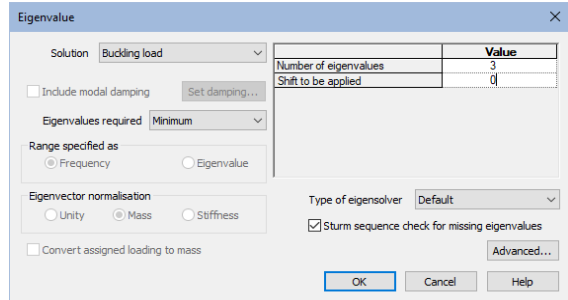 Eigenvalue
Solution Buckling load
Value
Number of eigenvalues 3
Shift to be applied 0
Include modal damping Set damping...
Eigenvalues required Minimum
Range specified as
Frequency Eigenvalue
Eigenvector normalisation
Unity Mass Stiffness
Type of eigensolver Default
Sturm sequence check for missing eigenvalues
Convert assigned loading to mass
Advanced...
OK Cancel Help